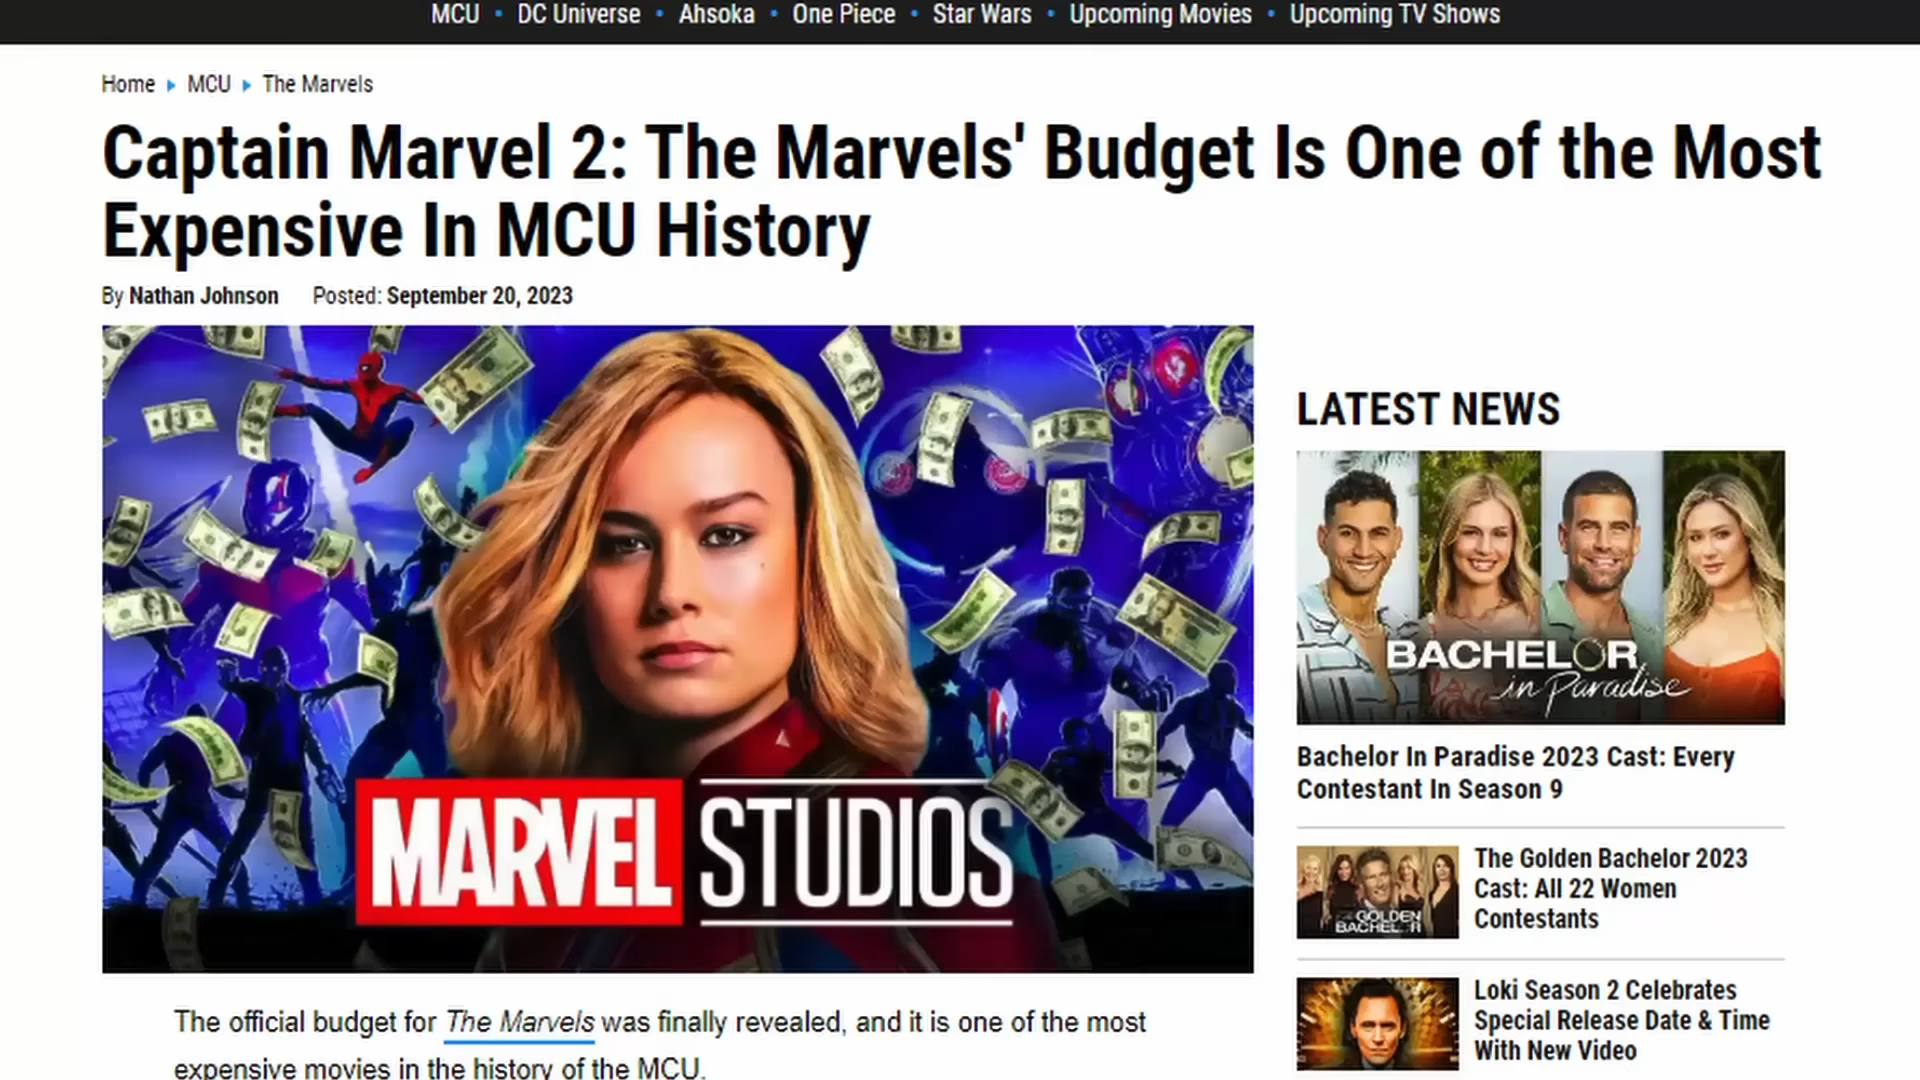 MCU • DC Universe • Ahsoka • One Piece • Star Wars • Upcoming Movies • Upcoming TV Shows
Home MCU The Marvels
Captain Marvel 2: The Marvels' Budget Is One of the Most
Expensive In MCU History
By Nathan Johnson Posted: September 20, 2023
MARVEL STUDIOS
The official budget for The Marvels was finally revealed, and it is one of the most
expensive movies in the history of the MCU.
LATEST NEWS
BACHELOR
in Paradise
Bachelor In Paradise 2023 Cast: Every
Contestant In Season 9
GOLDEN
BACHELOR
The Golden Bachelor 2023
Cast: All 22 Women
Contestants
Loki Season 2 Celebrates
Special Release Date & Time
With New Video